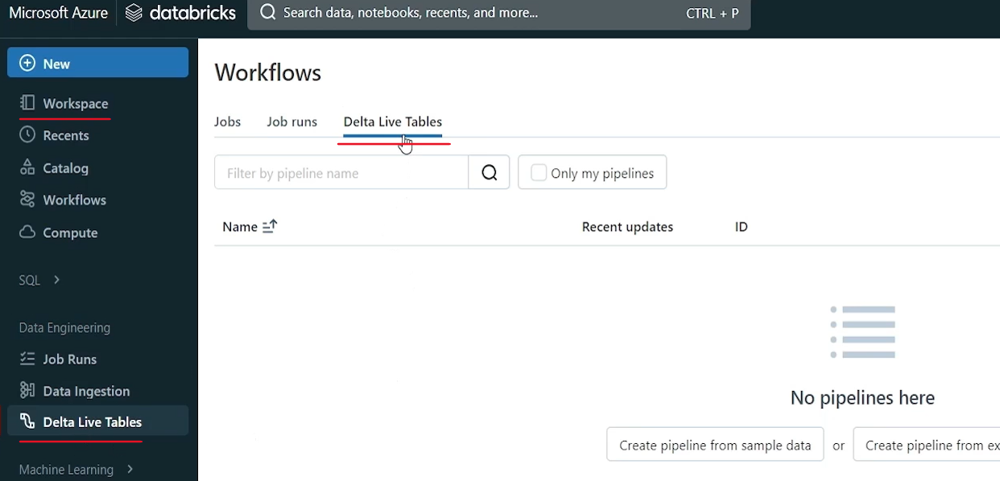 Microsoft Azure databricks Search data, notebooks, recents, and more... CTRL + P
New
Workspace
Recents
Catalog
Workflows
Compute
SQL
Data Engineering
Job Runs
Data Ingestion
Delta Live Tables
Machine Learning
Workflows
Jobs Job runs Delta Live Tables
Filter by pipeline name Only my pipelines
Name Recent updates ID
No pipelines here
Create pipeline from sample data or Create pipeline from ex